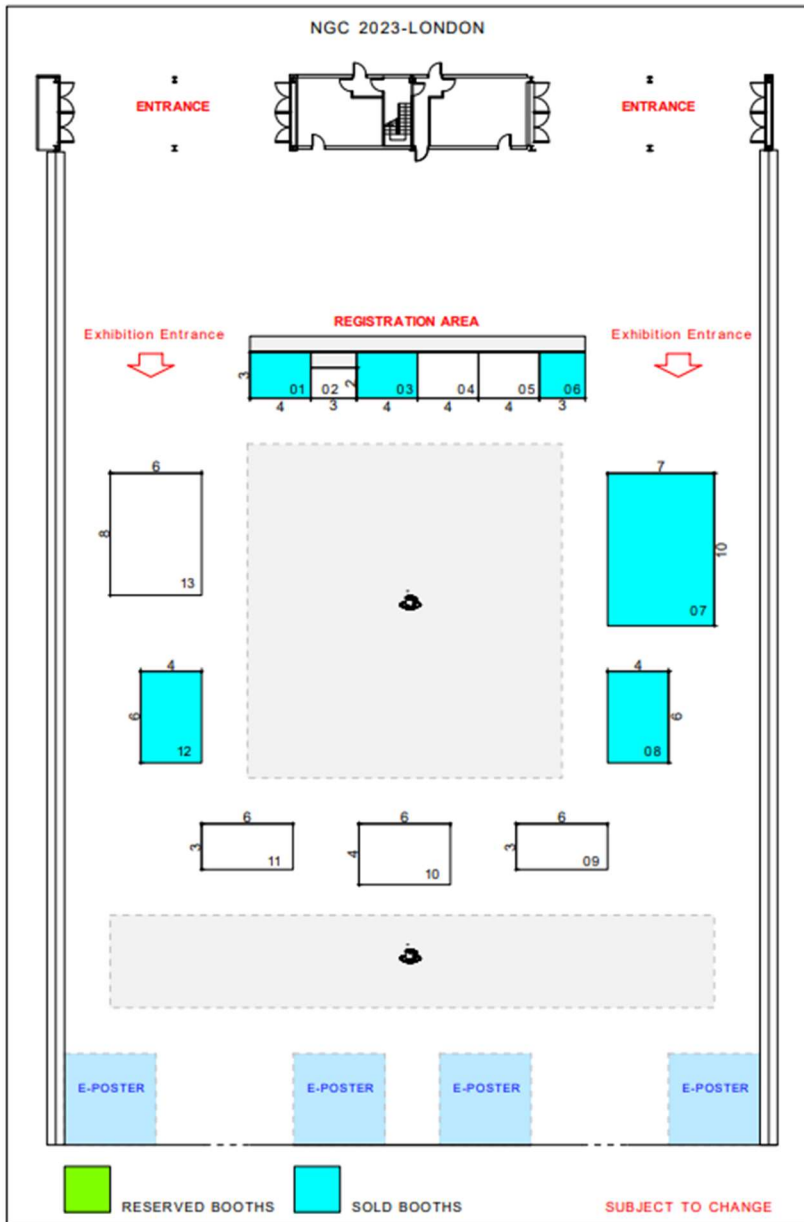 NGC 2023-LONDON
ENTRANCE
ENTRANCE
REGISTRATION AREA
Exhibition Entrance
Exhibition Entrance
3
01
02
2
03
04
05
06
4
3
4
4
4
3
6
8
13
7
10
07
4
6
12
4
6
08
6
3
11
6
4
10
6
3
09
E-POSTER
E-POSTER
E-POSTER
E-POSTER
RESERVED BOOTHS
SOLD BOOTHS
SUBJECT TO CHANGE